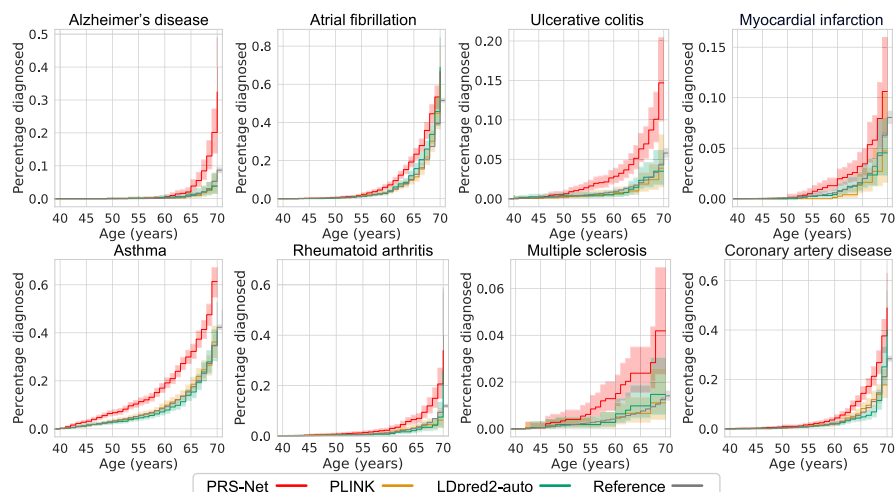 Alzheimer's disease
Atrial fibrillation
Ulcerative colitis
Myocardial infarction
Percentage diagnosed
0.5
0.4
0.3
0.2
0.1
0.0
40 45 50 55 60 65 70
Age (years)
Percentage diagnosed
0.8
0.6
0.4
0.2
0.0
40 45 50 55 60 65 70
Age (years)
Percentage diagnosed
0.20
0.15
0.10
0.05
0.00
40 45 50 55 60 65 70
Age (years)
Percentage diagnosed
0.15
0.10
0.05
0.00
40 45 50 55 60 65 70
Age (years)
Asthma
Rheumatoid arthritis
Multiple sclerosis
Coronary artery disease
Percentage diagnosed
0.6
0.4
0.2
0.0
40 45 50 55 60 65 70
Age (years)
Percentage diagnosed
0.6
0.4
0.2
0.0
40 45 50 55 60 65 70
Age (years)
Percentage diagnosed
0.06
0.04
0.02
0.00
40 45 50 55 60 65 70
Age (years)
Percentage diagnosed
0.6
0.4
0.2
0.0
40 45 50 55 60 65 70
Age (years)
PRS-Net PLINK LDpred2-auto Reference